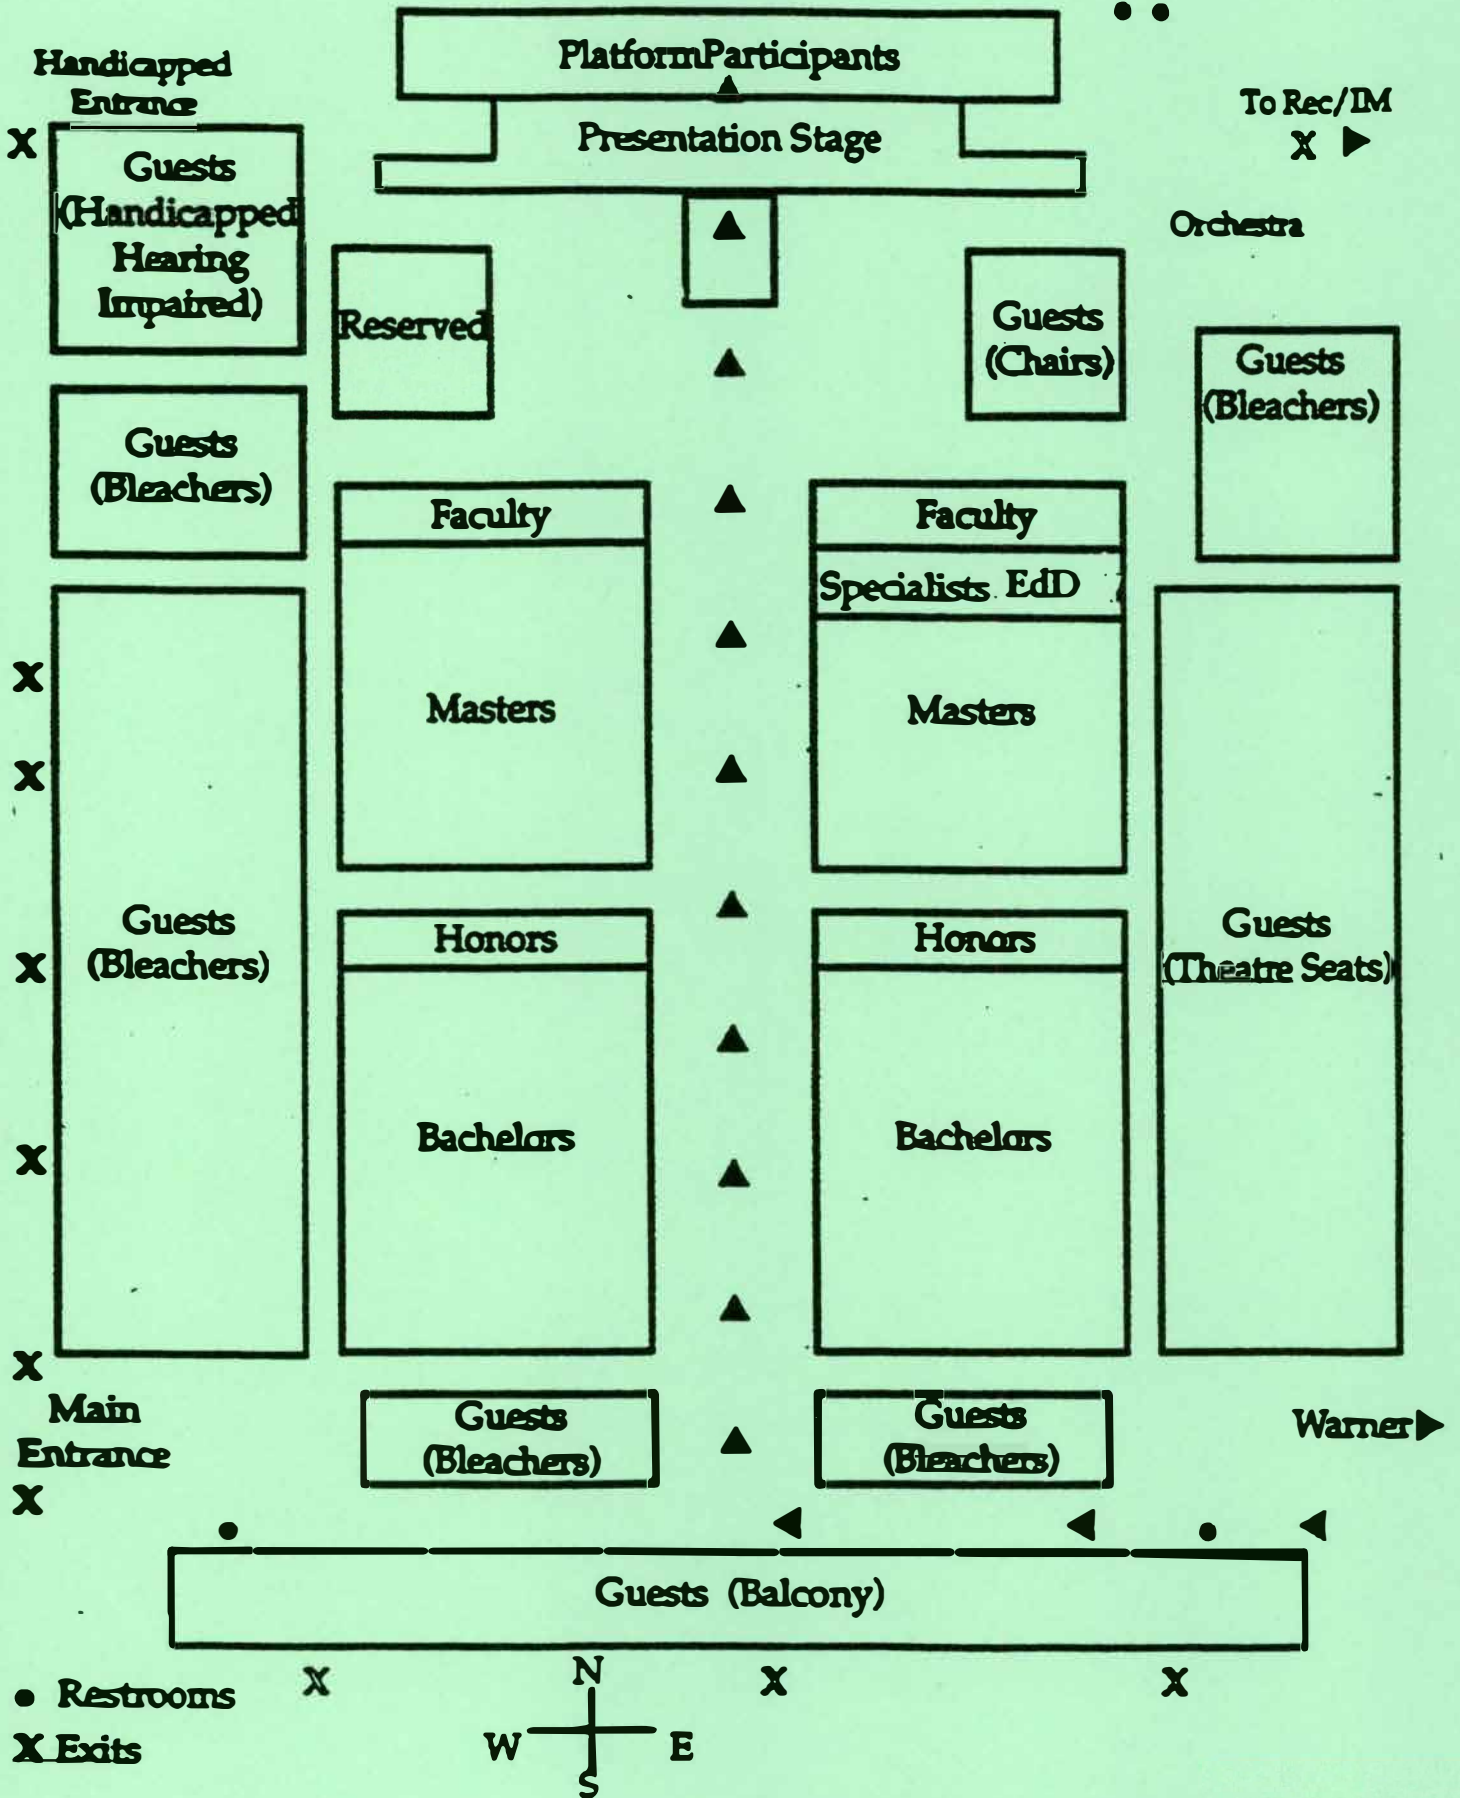 PlatformParticipants
Handicapped
Entrance
Presentation Stage
To Rec/IM
X
X
Guests
(Handicapped
Hearing
Impaired)
Orchestra
Reserved
Guests
(Chairs)
Guests
(Bleachers)
Guests
(Bleachers)
Faculty
Faculty
Specialists EdD
X
Masters
Masters
X
Guests
(Bleachers)
Honors
Honors
Guests
(Theatre Seats)
X
Bachelors
Bachelors
X
X
Main
Entrance
Guests
(Bleachers)
Guests
(Bleachers)
Warner
X
Guests (Balcony)
X
N
X
X
• Restrooms
W
E
X Exits
S